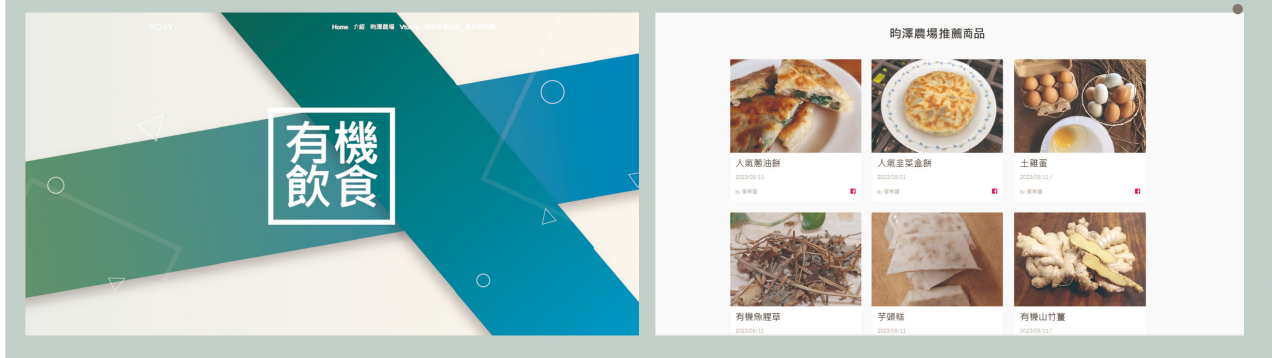 ROXY
Home 介紹 昀澤農場
有機
飲食
昀澤農場推薦商品
人氣蔥油餅
2023/05/11
人氣韭菜盒餅
2023/05/11
土雞蛋
2023/05/11/
by
by
by
有機魚腥草
2023/05/11
芋頭糕
2023/05/11
有機山竹薑
2023/05/11/